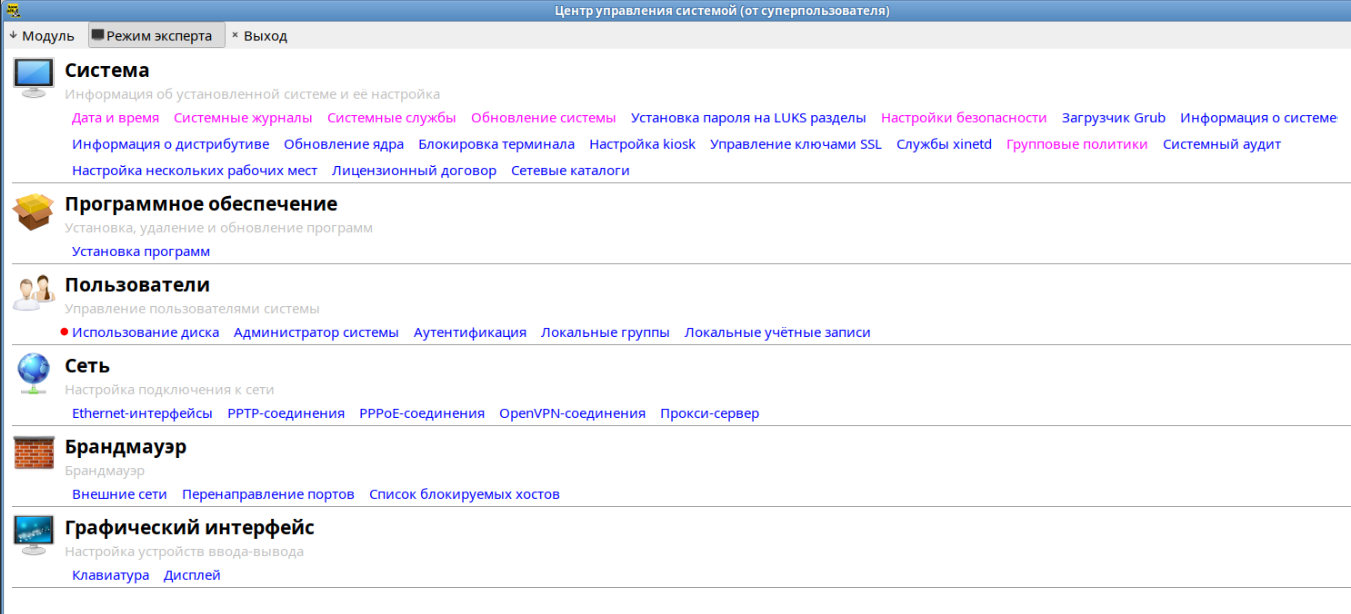 Центр управления системой (от суперпользователя)
Модуль Режим эксперта Выход
Система
Информация об установленной системе и её настройка
Дата и время Системные журналы Системные службы Обновление системы Установка пароля на LUKS разделы Настройки безопасности Загрузчик Grub Информация о системе
Информация о дистрибутиве Обновление ядра Блокировка терминала Настройка kiosk Управление ключами SSL Службы xinetd Групповые политики Системный аудит
Настройка нескольких рабочих мест Лицензионный договор Сетевые каталоги
Программное обеспечение
Установка, удаление и обновление программ
Установка программ
Пользователи
Управление пользователями системы
Использование диска Администратор системы Аутентификация Локальные группы Локальные учётные записи
Сеть
Настройка подключения к сети
Ethernet-интерфейсы PPTP-соединения PPPoE-соединения OpenVPN-соединения Прокси-сервер
Брандмауэр
Брандмауэр
Внешние сети Перенаправление портов Список блокируемых хостов
Графический интерфейс
Настройка устройств ввода-вывода
Клавиатура Дисплей